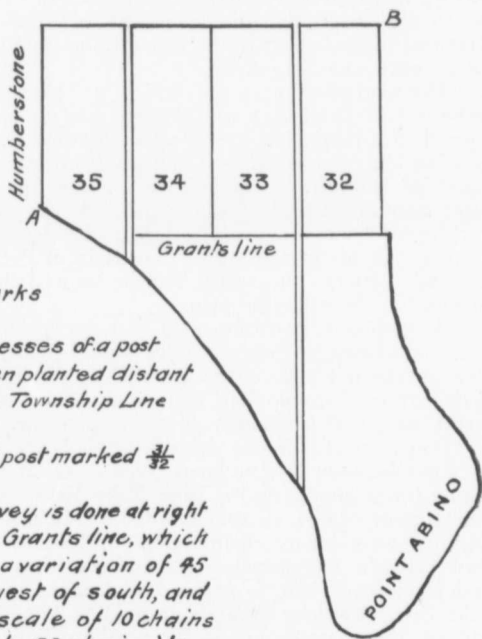 B
Humberstone
35 34 33 32
A
Grants line
rks
esses of a post
n planted distant
Township Line
post marked 31/32
vey is done at right
Grants line, which
a variation of 45
est of south, and
scale of 10 chains
POINT ABINO